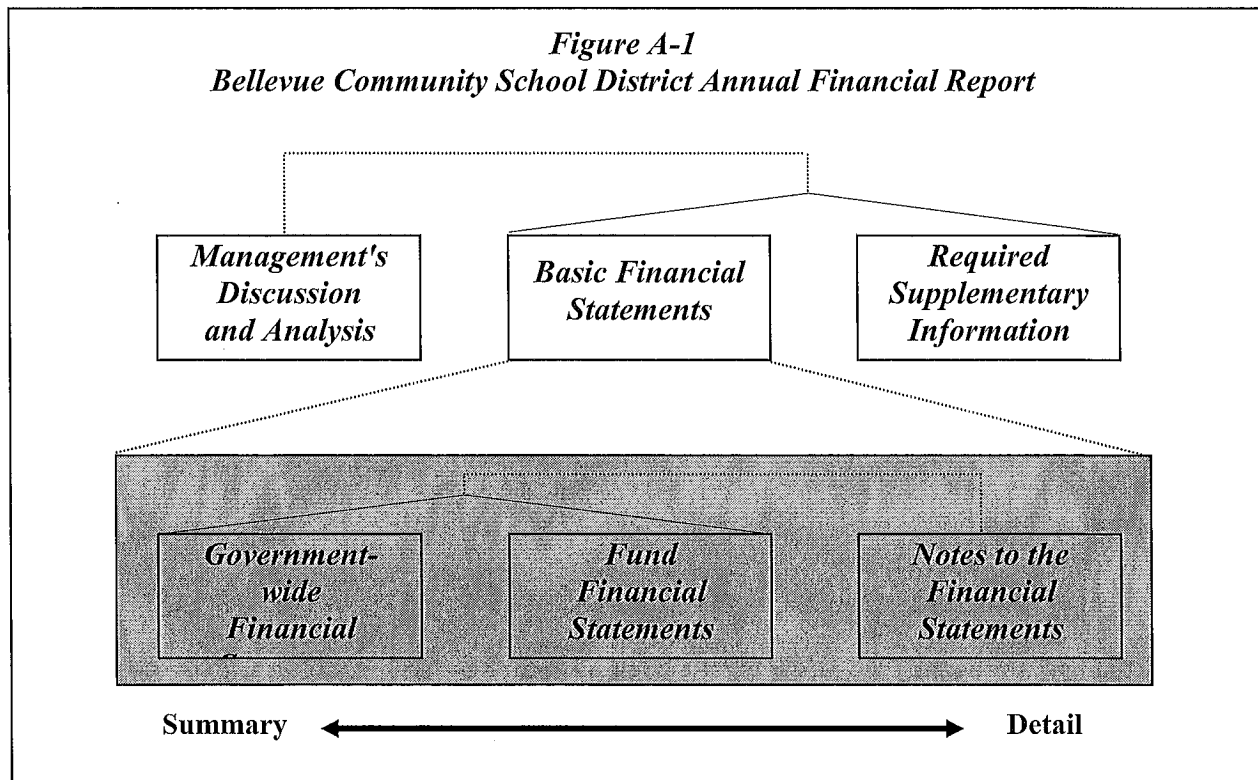 Figure A-1
Bellevue Community School District Annual Financial Report
Management's
Discussion
and Analysis
Basic Financial
Statements
Required
Supplementary
Information
Government-
wide
Financial
Fund
Financial
Statements
Notes to the
Financial
Statements
Summary
Detail